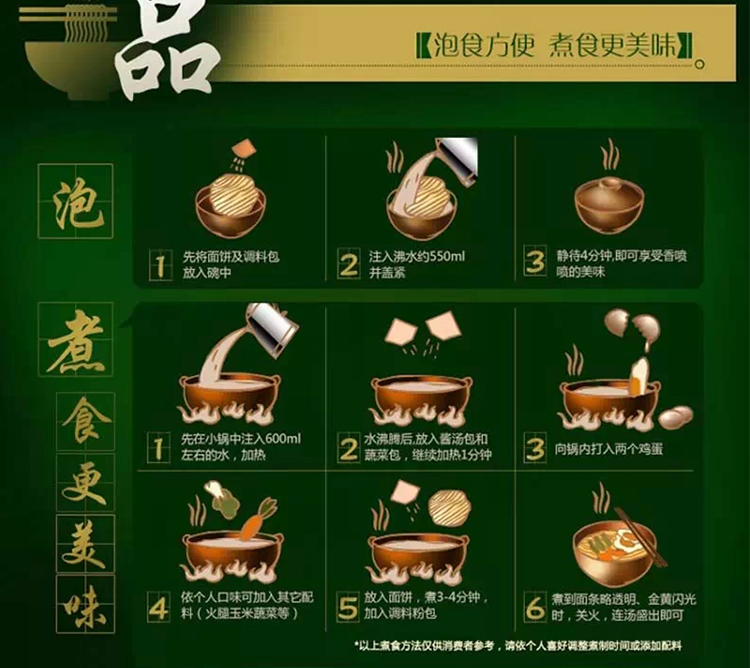 品
【泡食方便 煮食更美味】
泡
1 先将面饼及调料包
放入碗中
2 注入沸水约550ml
并盖紧
3 静待4分钟,即可享受香喷
喷的美味
煮
食
更
美
味
1 先在小锅中注入600ml
左右的水，加热
2 水沸腾后,放入酱汤包和
蔬菜包，继续加热1分钟
3 向锅内打入两个鸡蛋
4 依个人口味可加入其它配
料（火腿玉米蔬菜等）
5 放入面饼，煮3-4分钟，
加入调料粉包
6 煮到面条略透明、金黄闪光
时，关火，连汤盛出即可
*以上煮食方法仅供消费者参考，请依个人喜好调整煮制时间或添加配料